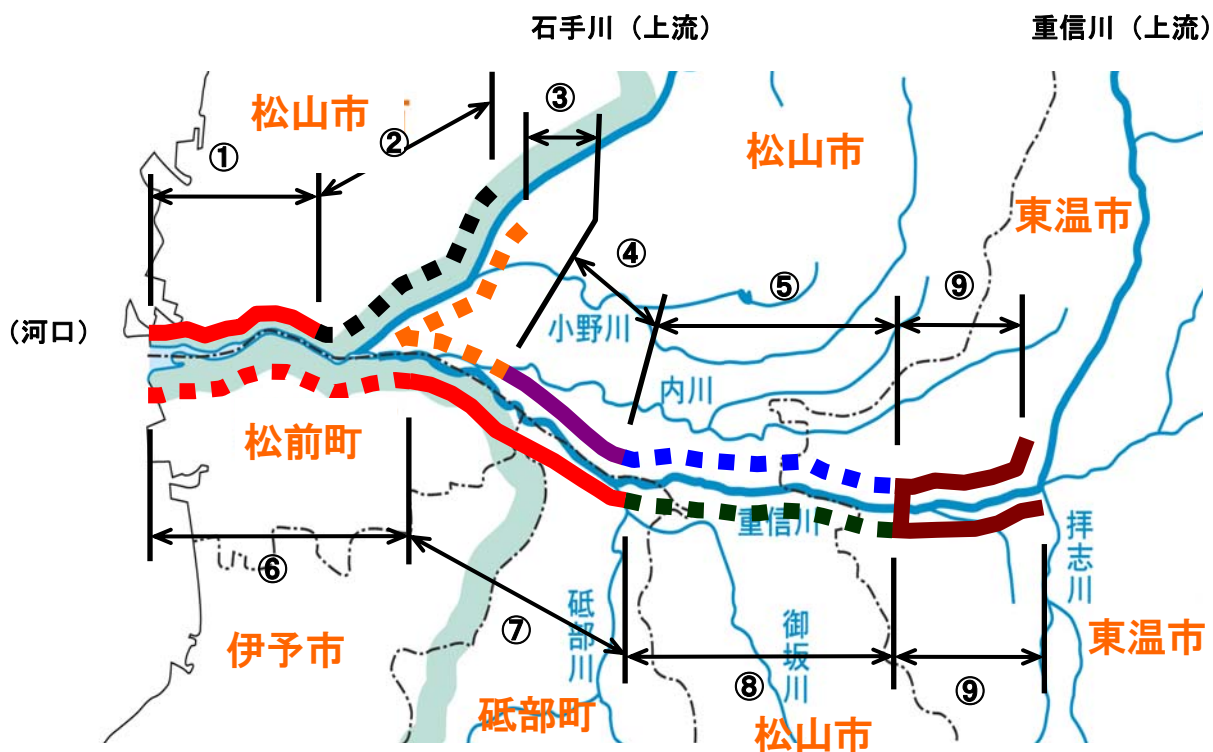 石手川（上流）
重信川（上流）
松山市
①
②
③
松山市
東温市
④
⑤
⑨
小野川
（河口）
内川
松前町
重信川
拝志川
⑥
⑦
砥部川
御坂川
伊予市
東温市
⑧
⑨
砥部町
松山市